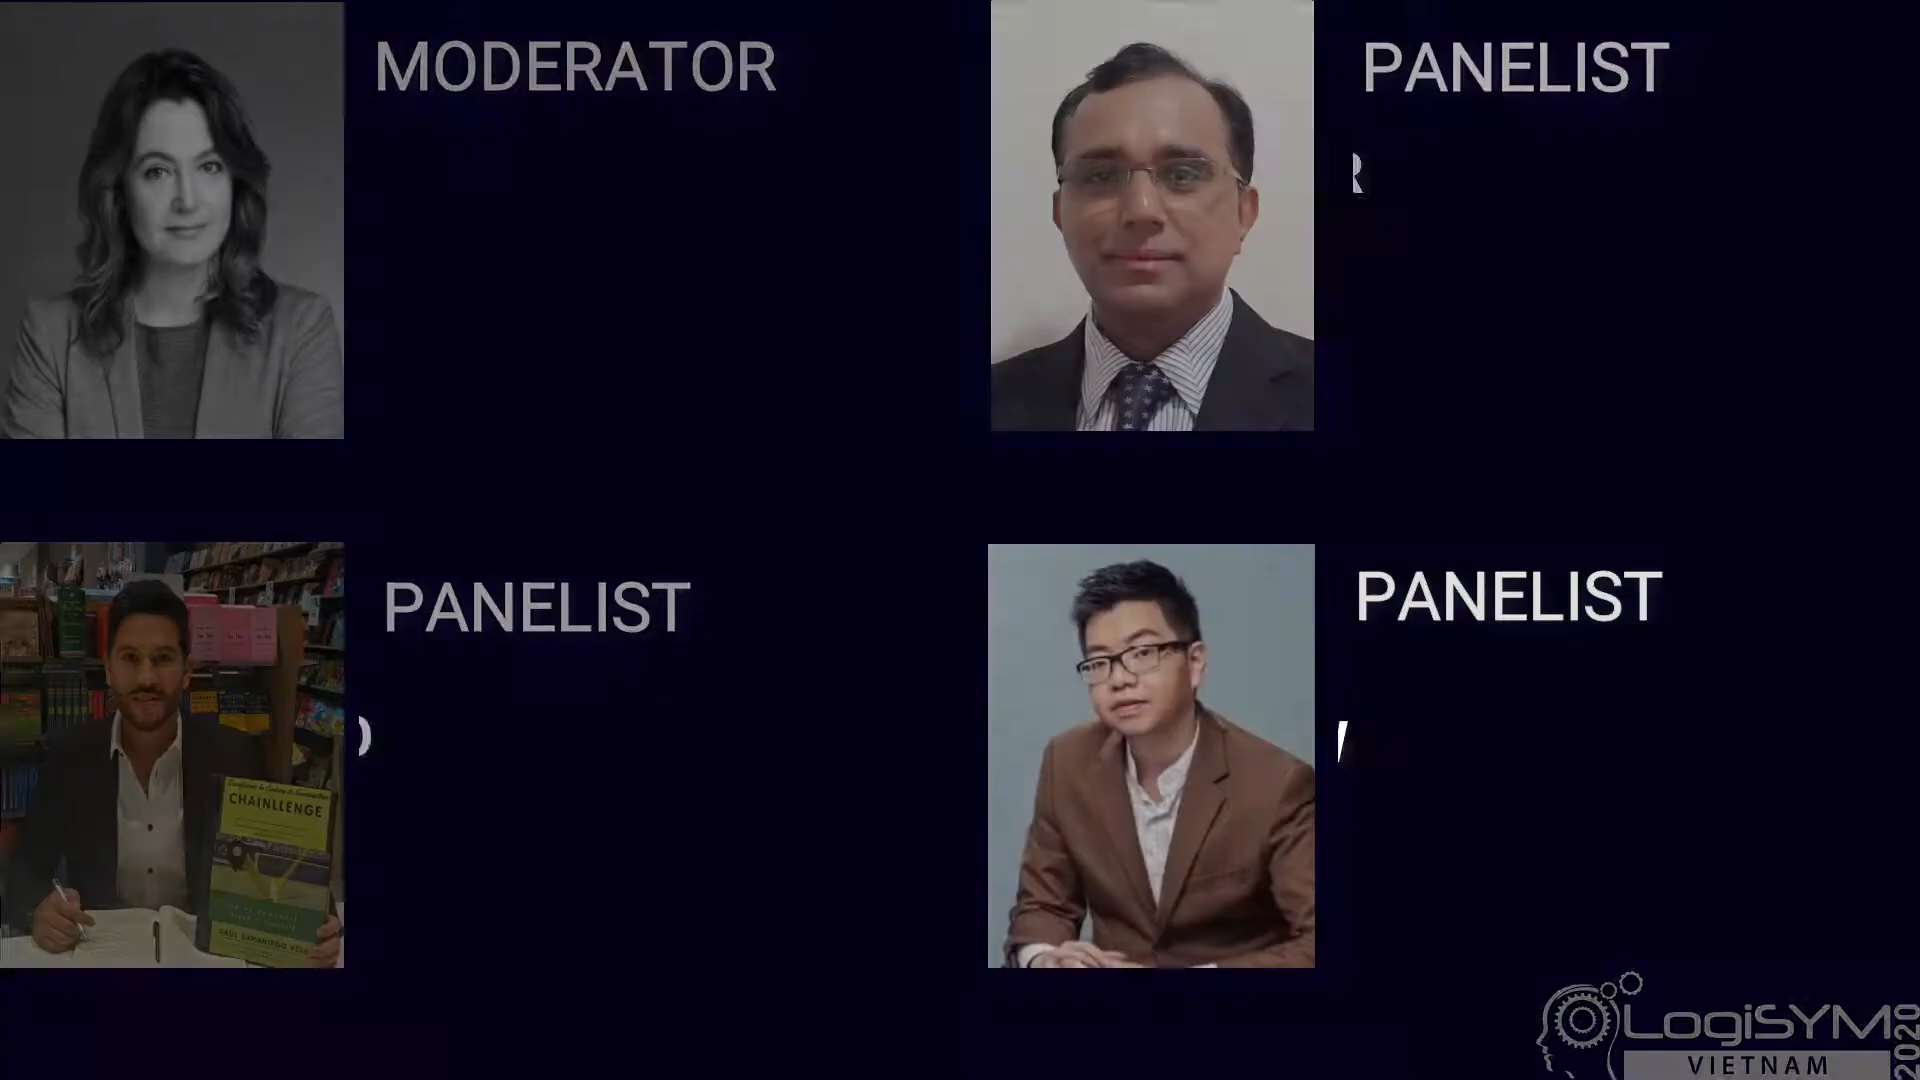 MODERATOR
PANELIST
R
PANELIST
CHAINLLENGE
PANELIST
LogiSYM
2020
VIETNAM